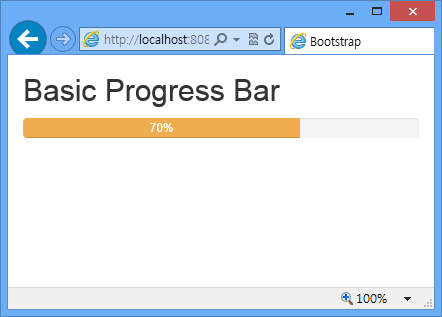 http://localhost:808
Bootstrap
Basic Progress Bar
70%
100%